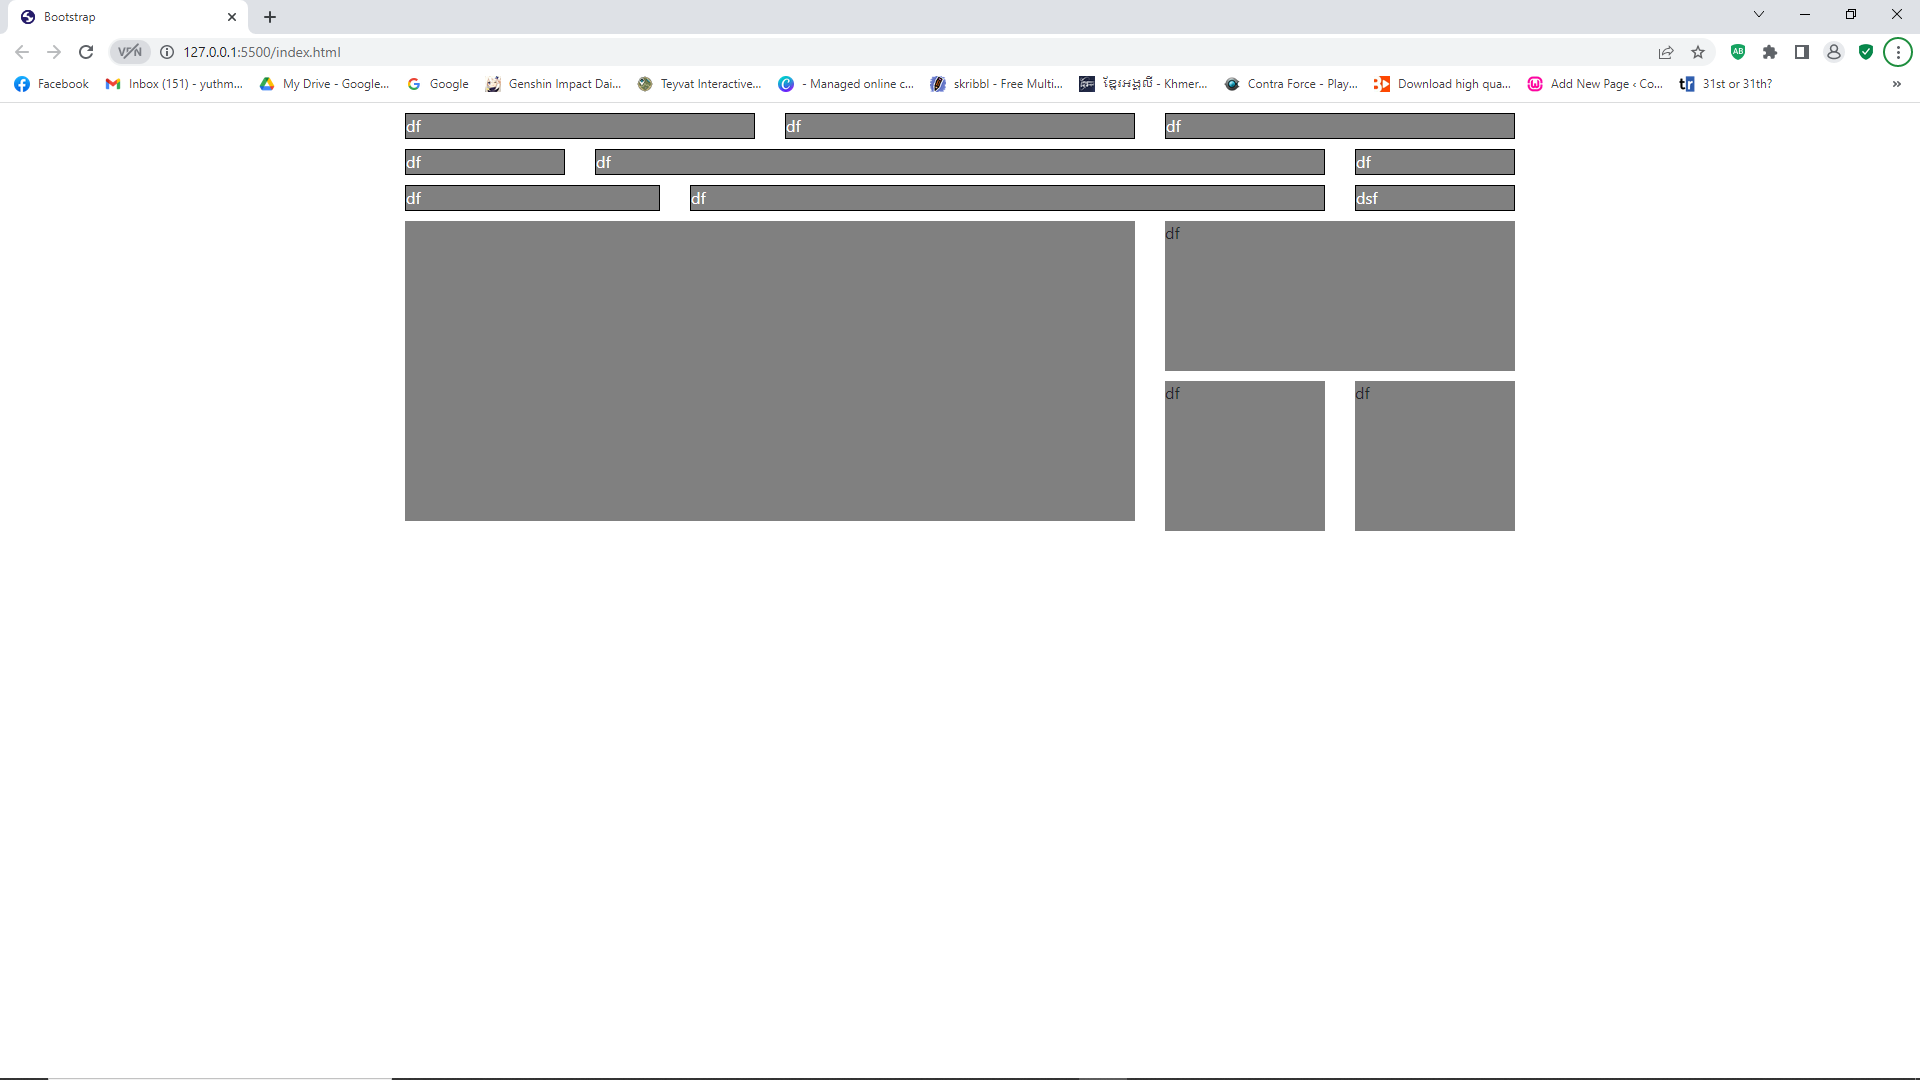 Bootstrap
VPN
127.0.0.1:5500/index.html
Facebook
Inbox (151) - yuthm...
My Drive - Google...
Google
Genshin Impact Dai...
Teyvat Interactive...
- Managed online c...
skribbl - Free Multi...
ខ្មែរអង្គលី - Khmer...
Contra Force - Play...
Download high qua...
Add New Page ‹ Co...
31st or 31th?
df df df
df df df
df df dsf
df
df df